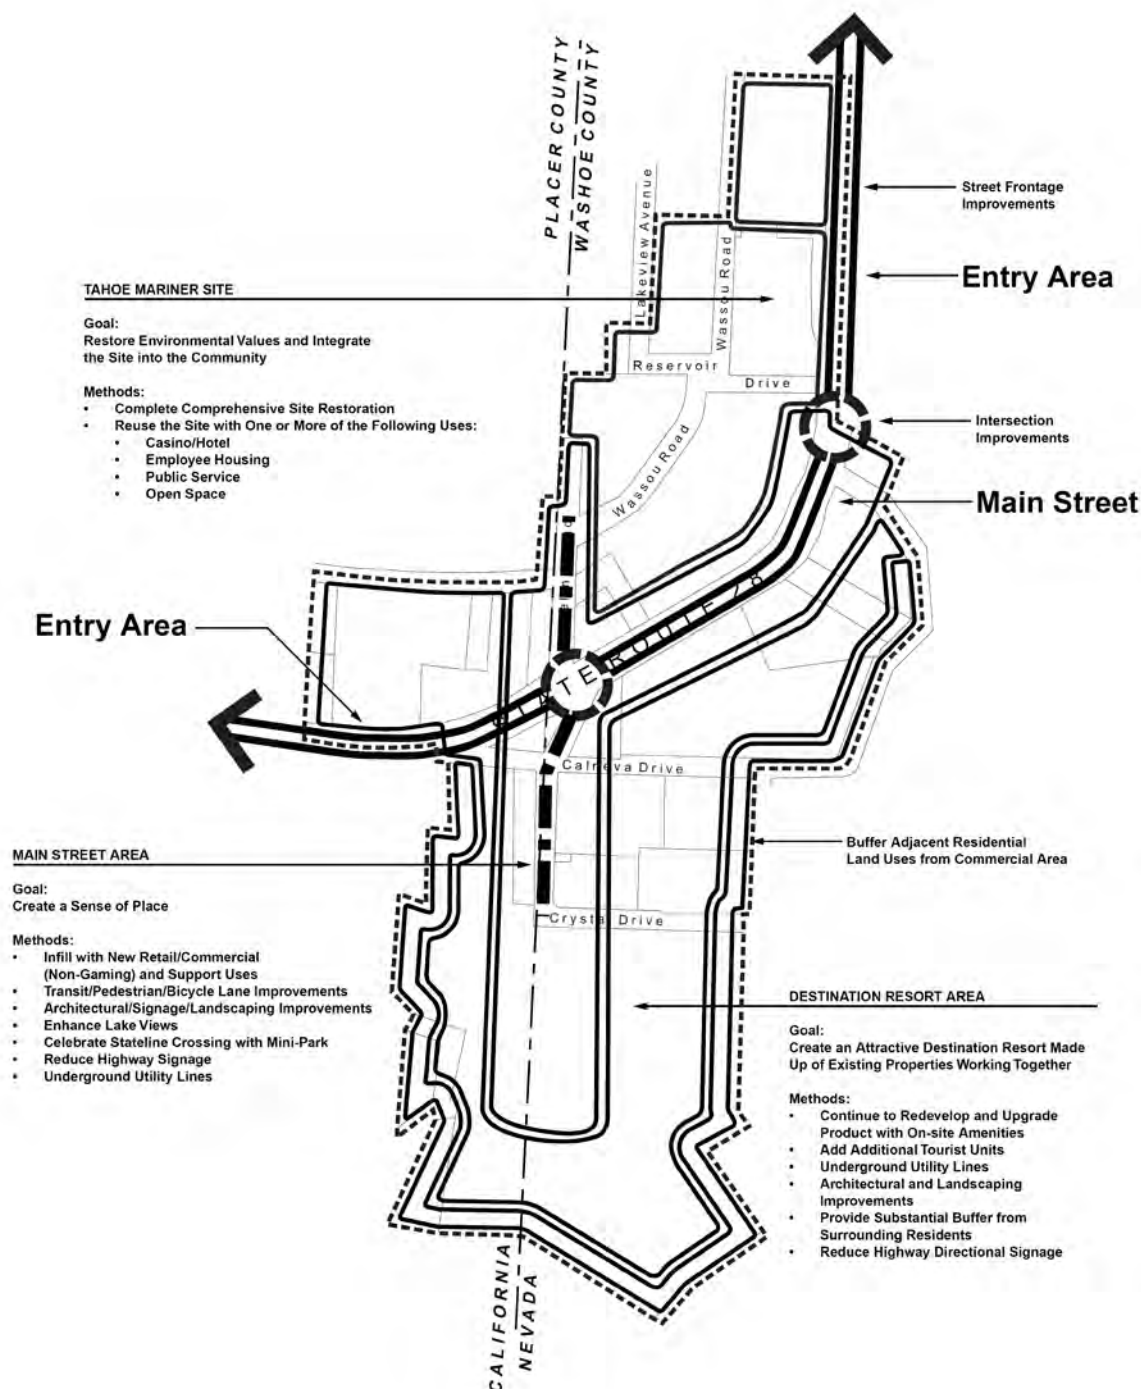 PLACER COUNTY
WASHOE COUNTY
Lakeview Avenue
Wassou Road
Reservoir
Drive
Wassou Road
Street Frontage
Improvements
Entry Area
TAHOE MARINER SITE
Goal:
Restore Environmental Values and Integrate
the Site into the Community
Methods:
• Complete Comprehensive Site Restoration
• Reuse the Site with One or More of the Following Uses:
• Casino/Hotel
• Employee Housing
• Public Service
• Open Space
Intersection
Improvements
Main Street
Entry Area
STATE ROUTE 28
Calneva Drive
Crystal Drive
Buffer Adjacent Residential
Land Uses from Commercial Area
MAIN STREET AREA
Goal:
Create a Sense of Place
Methods:
• Infill with New Retail/Commercial
(Non-Gaming) and Support Uses
• Transit/Pedestrian/Bicycle Lane Improvements
• Architectural/Signage/Landscaping Improvements
• Enhance Lake Views
• Celebrate Stateline Crossing with Mini-Park
• Reduce Highway Signage
• Underground Utility Lines
DESTINATION RESORT AREA
Goal:
Create an Attractive Destination Resort Made
Up of Existing Properties Working Together
Methods:
• Continue to Redevelop and Upgrade
Product with On-site Amenities
• Add Additional Tourist Units
• Underground Utility Lines
• Architectural and Landscaping
Improvements
• Provide Substantial Buffer from
Surrounding Residents
• Reduce Highway Directional Signage
CALIFORNIA
NEVADA